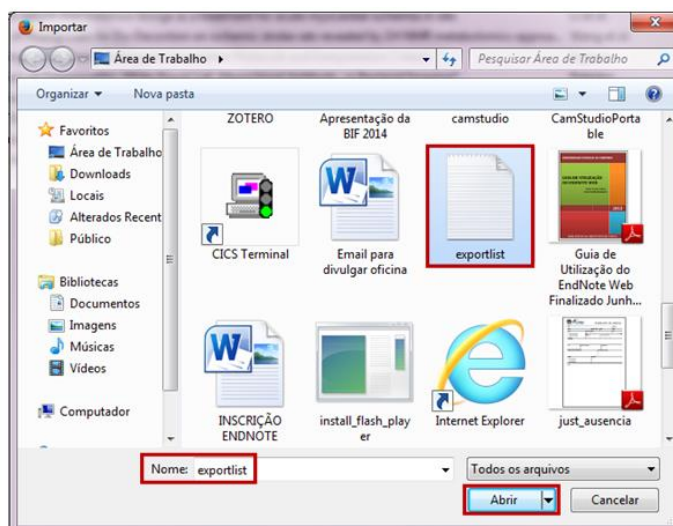 Importar
Área de Trabalho
Pesquisar Área de Trabalho
Organizar
Nova pasta
Favoritos
Área de Trabalho
Downloads
Locais
Alterados Recent
Público
Bibliotecas
Documentos
Imagens
Músicas
Vídeos
Computador
ZOTERO
Apresentação da
BIF 2014
camstudio
CamStudioPorta
ble
CICS Terminal
Email para
divulgar oficina
exportlist
Guia de
Utilização do
EndNote Web
Finalizado Junh...
INSCRIÇÃO
ENDNOTE
install_flash_play
er
Internet Explorer
just_ausencia
Nome: exportlist
Todos os arquivos
Abrir
Cancelar